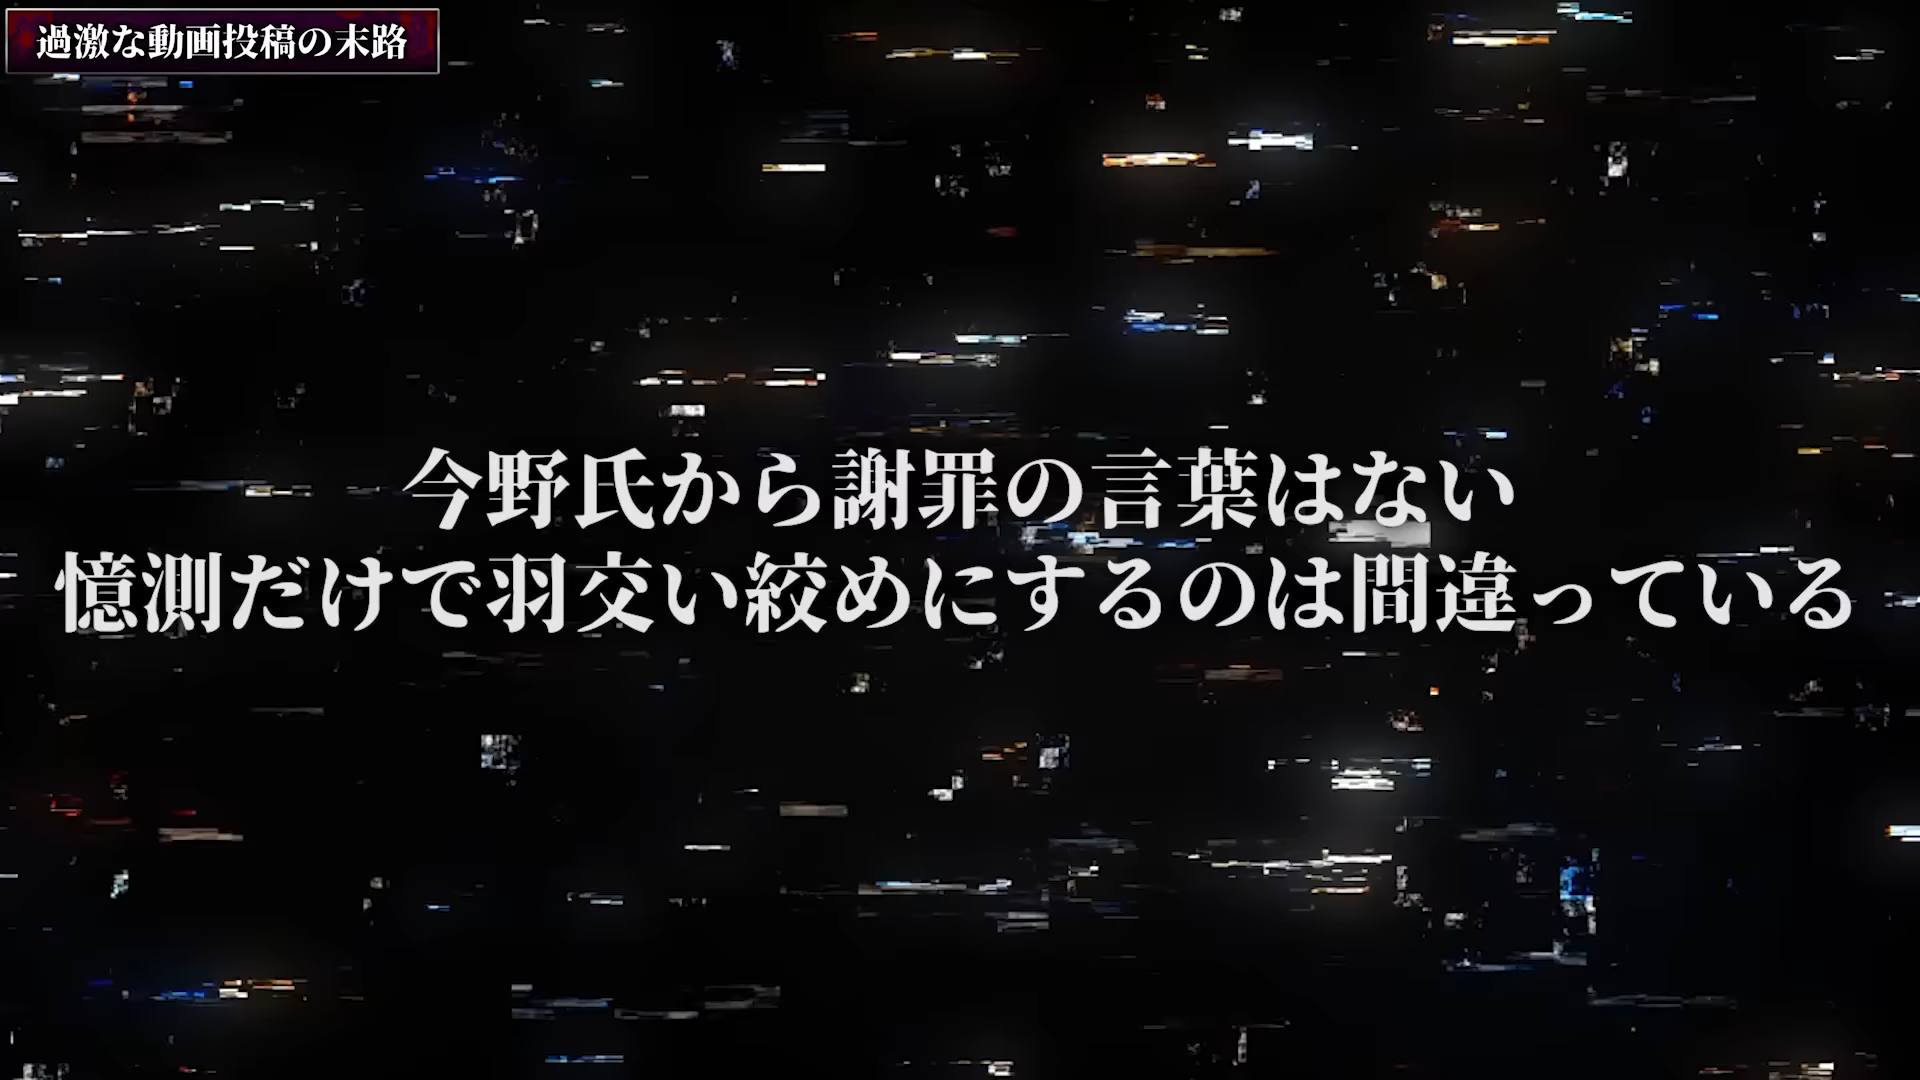 過激な動画投稿の末路
今野氏から謝罪の言葉はない
憶測だけで羽交い絞めにするのは間違っている